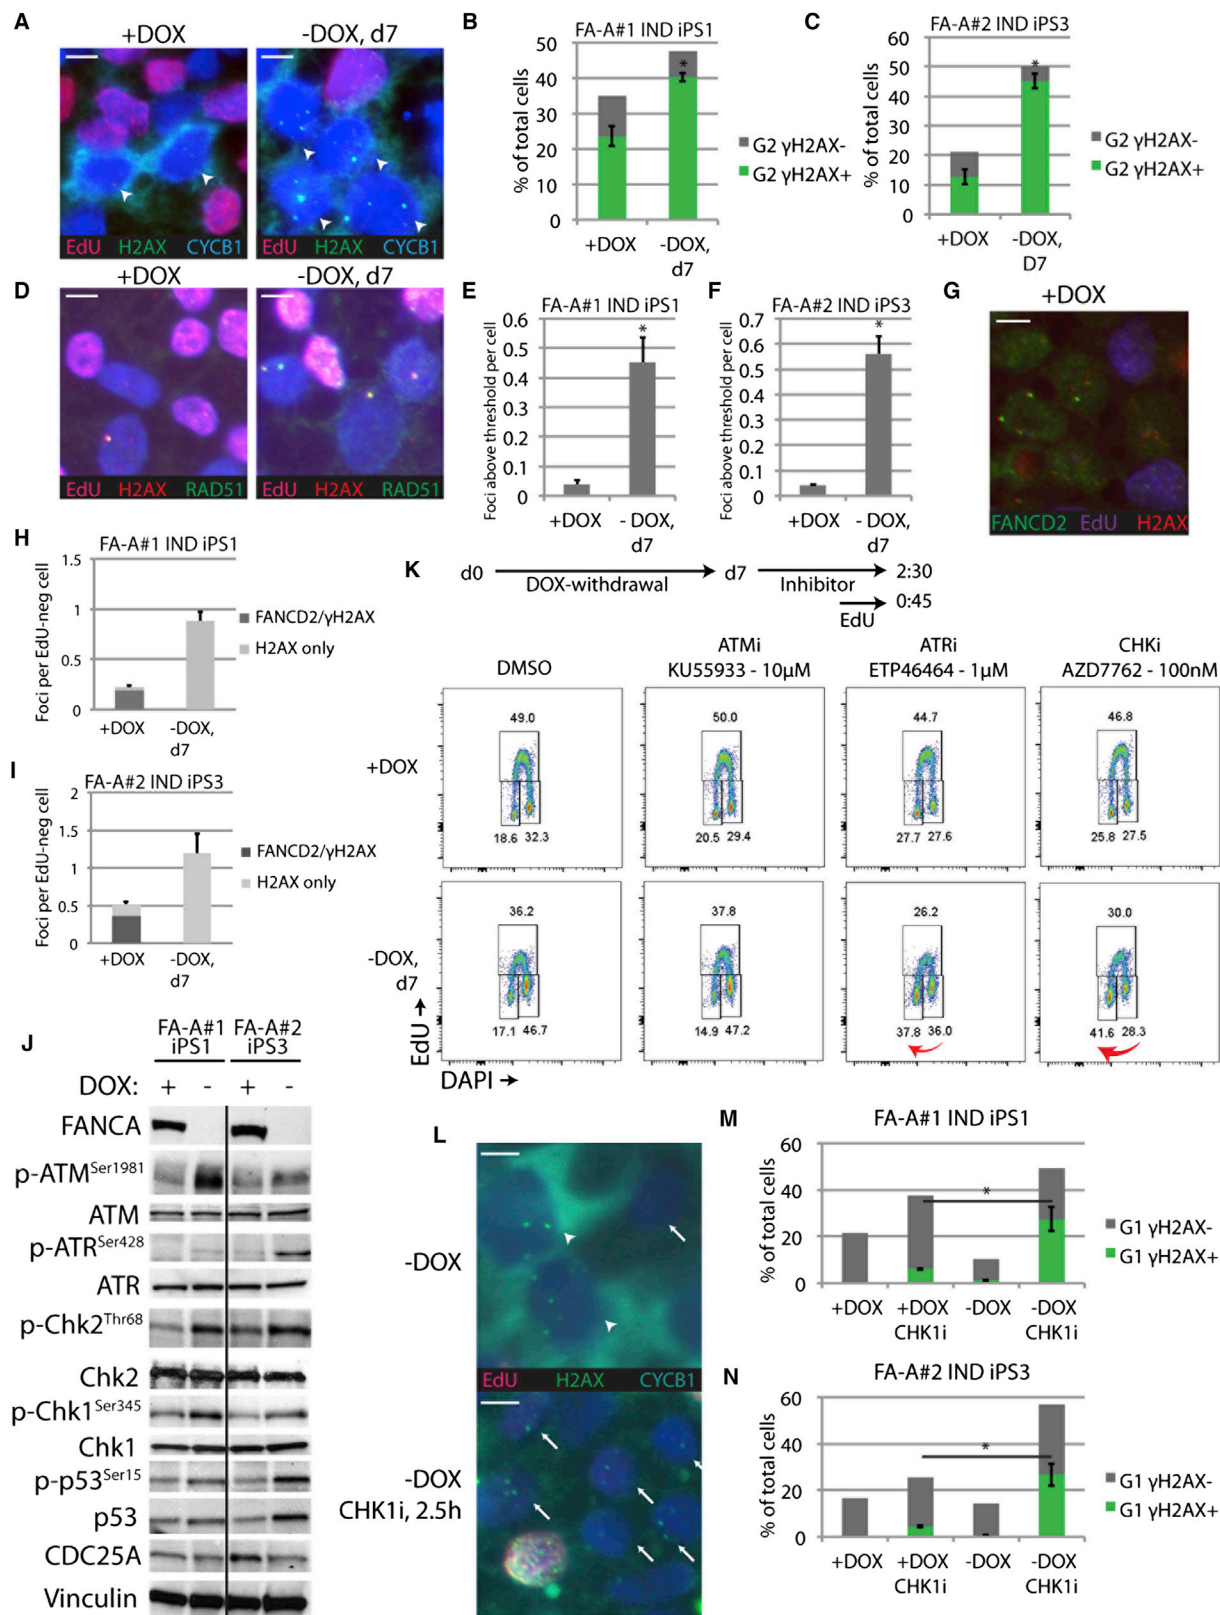 A
+DOX
-DOX, d7
EdU H2AX CYCB1
B
FA-A#1 IND iPS1
% of total cells
50
40
30
20
10
0
*
+DOX
-DOX,
d7
G2 γH2AX-
G2 γH2AX+
C
FA-A#2 IND iPS3
% of total cells
60
50
40
30
20
10
0
*
+DOX
-DOX,
D7
G2 γH2AX-
G2 γH2AX+
D
+DOX
-DOX, d7
EdU H2AX RAD51
EdU H2AX RAD51
E
FA-A#1 IND iPS1
Foci above threshold per cell
0.6
0.5
0.4
0.3
0.2
0.1
0
*
+DOX
- DOX,
d7
F
FA-A#2 IND iPS3
Foci above threshold per cell
0.7
0.6
0.5
0.4
0.3
0.2
0.1
0
*
+DOX
- DOX,
d7
G
+DOX
FANCD2 EdU H2AX
H
FA-A#1 IND iPS1
Foci per EdU-neg cell
1.5
1
0.5
0
+DOX
-DOX,
d7
FANCD2/γH2AX
H2AX only
I
FA-A#2 IND iPS3
Foci per EdU-neg cell
2
1.5
1
0.5
0
+DOX
-DOX,
d7
FANCD2/γH2AX
H2AX only
J
FA-A#1
iPS1
FA-A#2
iPS3
DOX: + - + -
FANCA
p-ATM Ser1981
ATM
p-ATR Ser428
ATR
p-Chk2 Thr68
Chk2
p-Chk1 Ser345
Chk1
p-p53 Ser15
p53
CDC25A
Vinculin
K
d0
DOX-withdrawal
d7
Inhibitor
2:30
EdU
0:45
DMSO
ATMi
KU55933 - 10μM
ATRi
ETP46464 - 1μM
CHKi
AZD7762 - 100nM
+DOX
49.0
18.6 32.3
50.0
20.5 29.4
44.7
27.7 27.6
46.8
25.8 27.5
-DOX,
d7
36.2
17.1 46.7
37.8
14.9 47.2
26.2
37.8 36.0
30.0
41.6 28.3
EdU
DAPI
L
-DOX
EdU H2AX CYCB1
-DOX
CHK1i, 2.5h
M
FA-A#1 IND iPS1
% of total cells
60
40
20
0
*
+DOX
+DOX
CHK1i
-DOX
-DOX
CHK1i
G1 γH2AX-
G1 γH2AX+
N
FA-A#2 IND iPS3
% of total cells
60
40
20
0
*
+DOX
+DOX
CHK1i
-DOX
-DOX
CHK1i
G1 γH2AX-
G1 γH2AX+